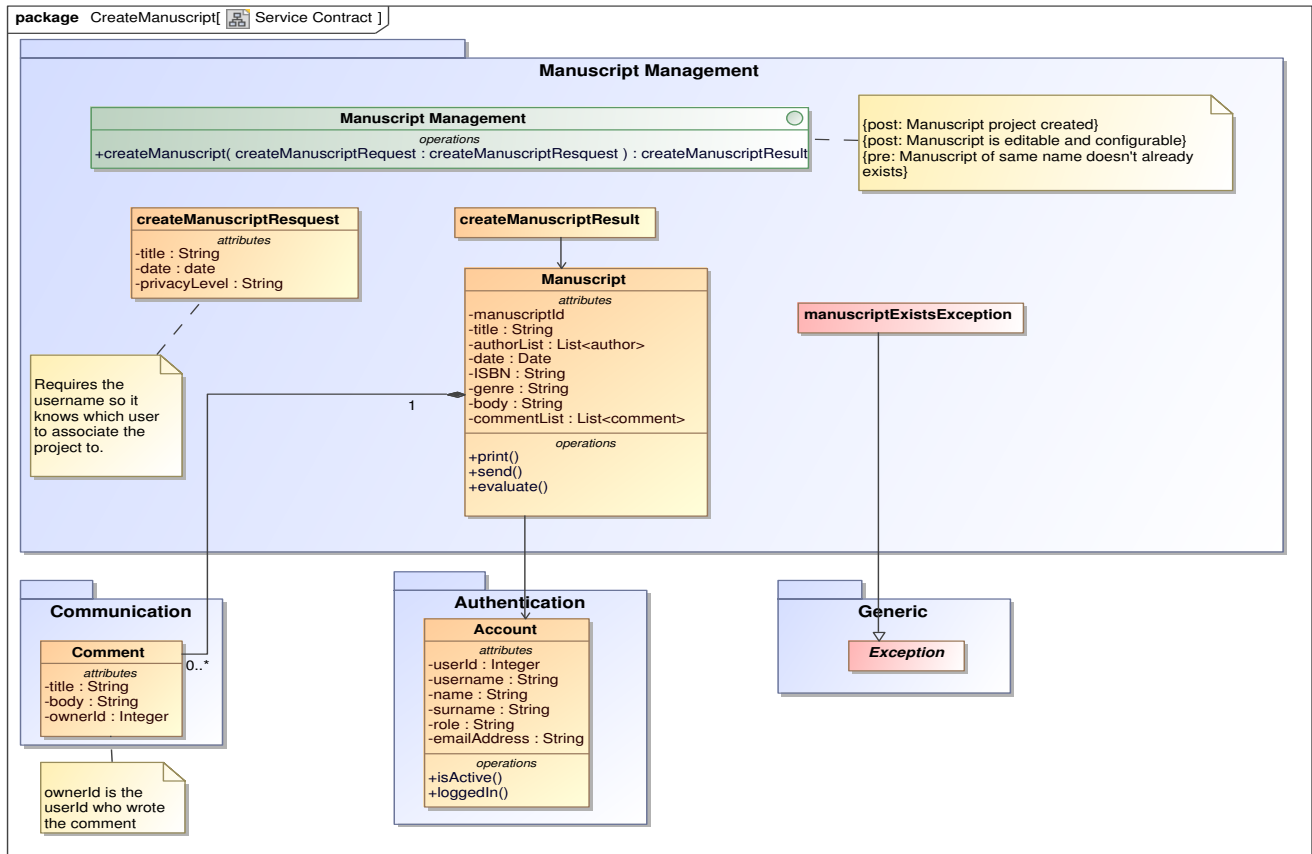 package CreateManuscript[ Service Contract ]
Manuscript Management
Manuscript Management
operations
+createManuscript( createManuscriptRequest : createManuscriptResquest ) : createManuscriptResult
{post: Manuscript project created}
{post: Manuscript is editable and configurable}
{pre: Manuscript of same name doesn't already
exists}
createManuscriptResquest
attributes
-title : String
-date : date
-privacyLevel : String
createManuscriptResult
Manuscript
attributes
-manuscriptId
-title : String
-authorList : List<author>
-date : Date
-ISBN : String
-genre : String
-body : String
-commentList : List<comment>
operations
+print()
+send()
+evaluate()
manuscriptExistsException
Requires the
username so it
knows which user
to associate the
project to.
1
Communication
Comment
attributes
-title : String
-body : String
-ownerId : Integer
0..*
ownerId is the
userId who wrote
the comment
Authentication
Account
attributes
-userId : Integer
-username : String
-name : String
-surname : String
-role : String
-emailAddress : String
operations
+isActive()
+loggedIn()
Generic
Exception